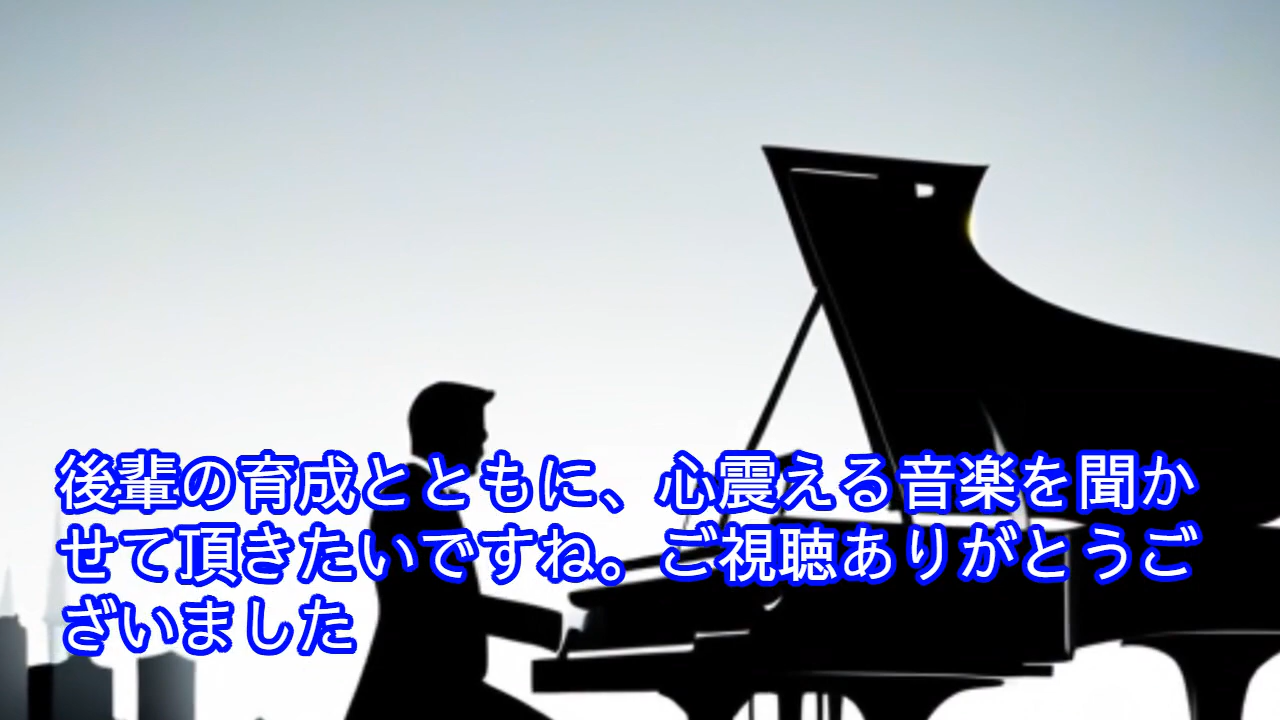 後輩の育成とともに、心震える音楽を聞か
せて頂きたいですね。ご視聴ありがとうご
ざいました